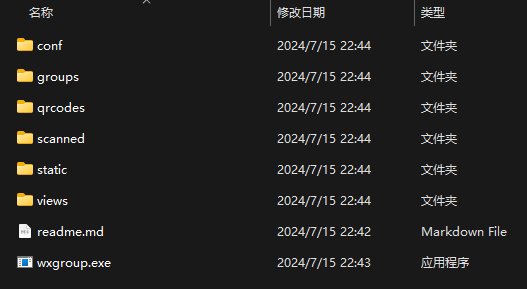 名称 修改日期 类型
conf 2024/7/15 22:44 文件夹
groups 2024/7/15 22:44 文件夹
qrcodes 2024/7/15 22:44 文件夹
scanned 2024/7/15 22:44 文件夹
static 2024/7/15 22:44 文件夹
views 2024/7/15 22:44 文件夹
readme.md 2024/7/15 22:42 Markdown File
wxgroup.exe 2024/7/15 22:43 应用程序